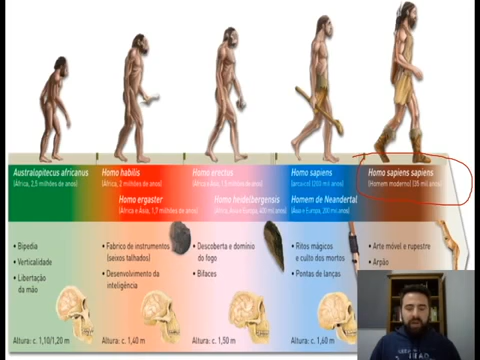 Australopitecus africanus
(África, 2,5 milhões de anos)
Homo habilis
(África, 2 milhões de anos)
Homo ergaster
(África e Ásia, 1,7 milhões de anos)
Homo erectus
Homo heidelbergensis
Homo sapiens
Homem de Neandertal
Homo sapiens sapiens
(Homem moderno) (35 mil anos)
• Bipedia
• Verticalidade
• Libertação
da mão
• Fabrico de instrumentos
(seixos talhados)
• Desenvolvimento da
inteligência
• Descoberta e domínio
do fogo
• Bifaces
• Ritos mágicos
e culto dos mortos
• Pontas de lanças
• Arte móvel e rupestre
• Arpão
Altura: c. 1,10/1,20 m
Altura: c. 1,40 m
Altura: c. 1,50 m
Altura: c. 1,60 m